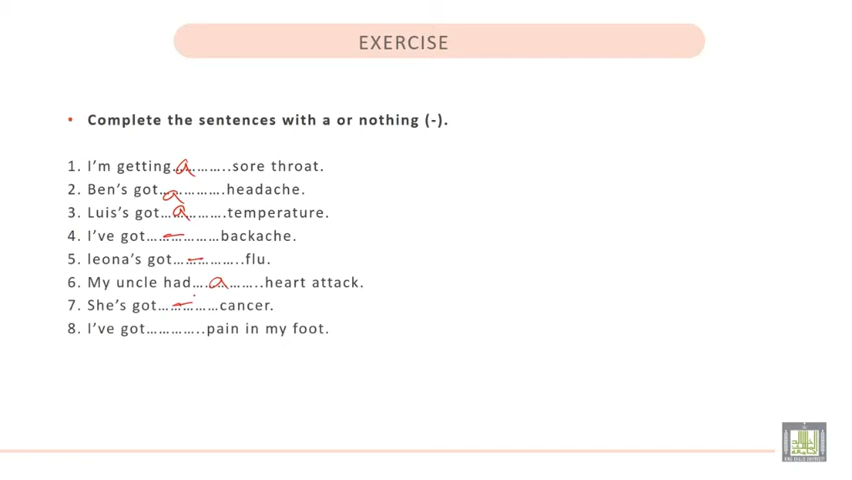 EXERCISE
• Complete the sentences with a or nothing (-).
1. I'm getting…a……..sore throat.
2. Ben's got…a……….headache.
3. Luis's got…a……….temperature.
4. I've got…-………backache.
5. leona's got…-……..flu.
6. My uncle had….a…..heart attack.
7. She's got…-……cancer.
8. I've got…………..pain in my foot.